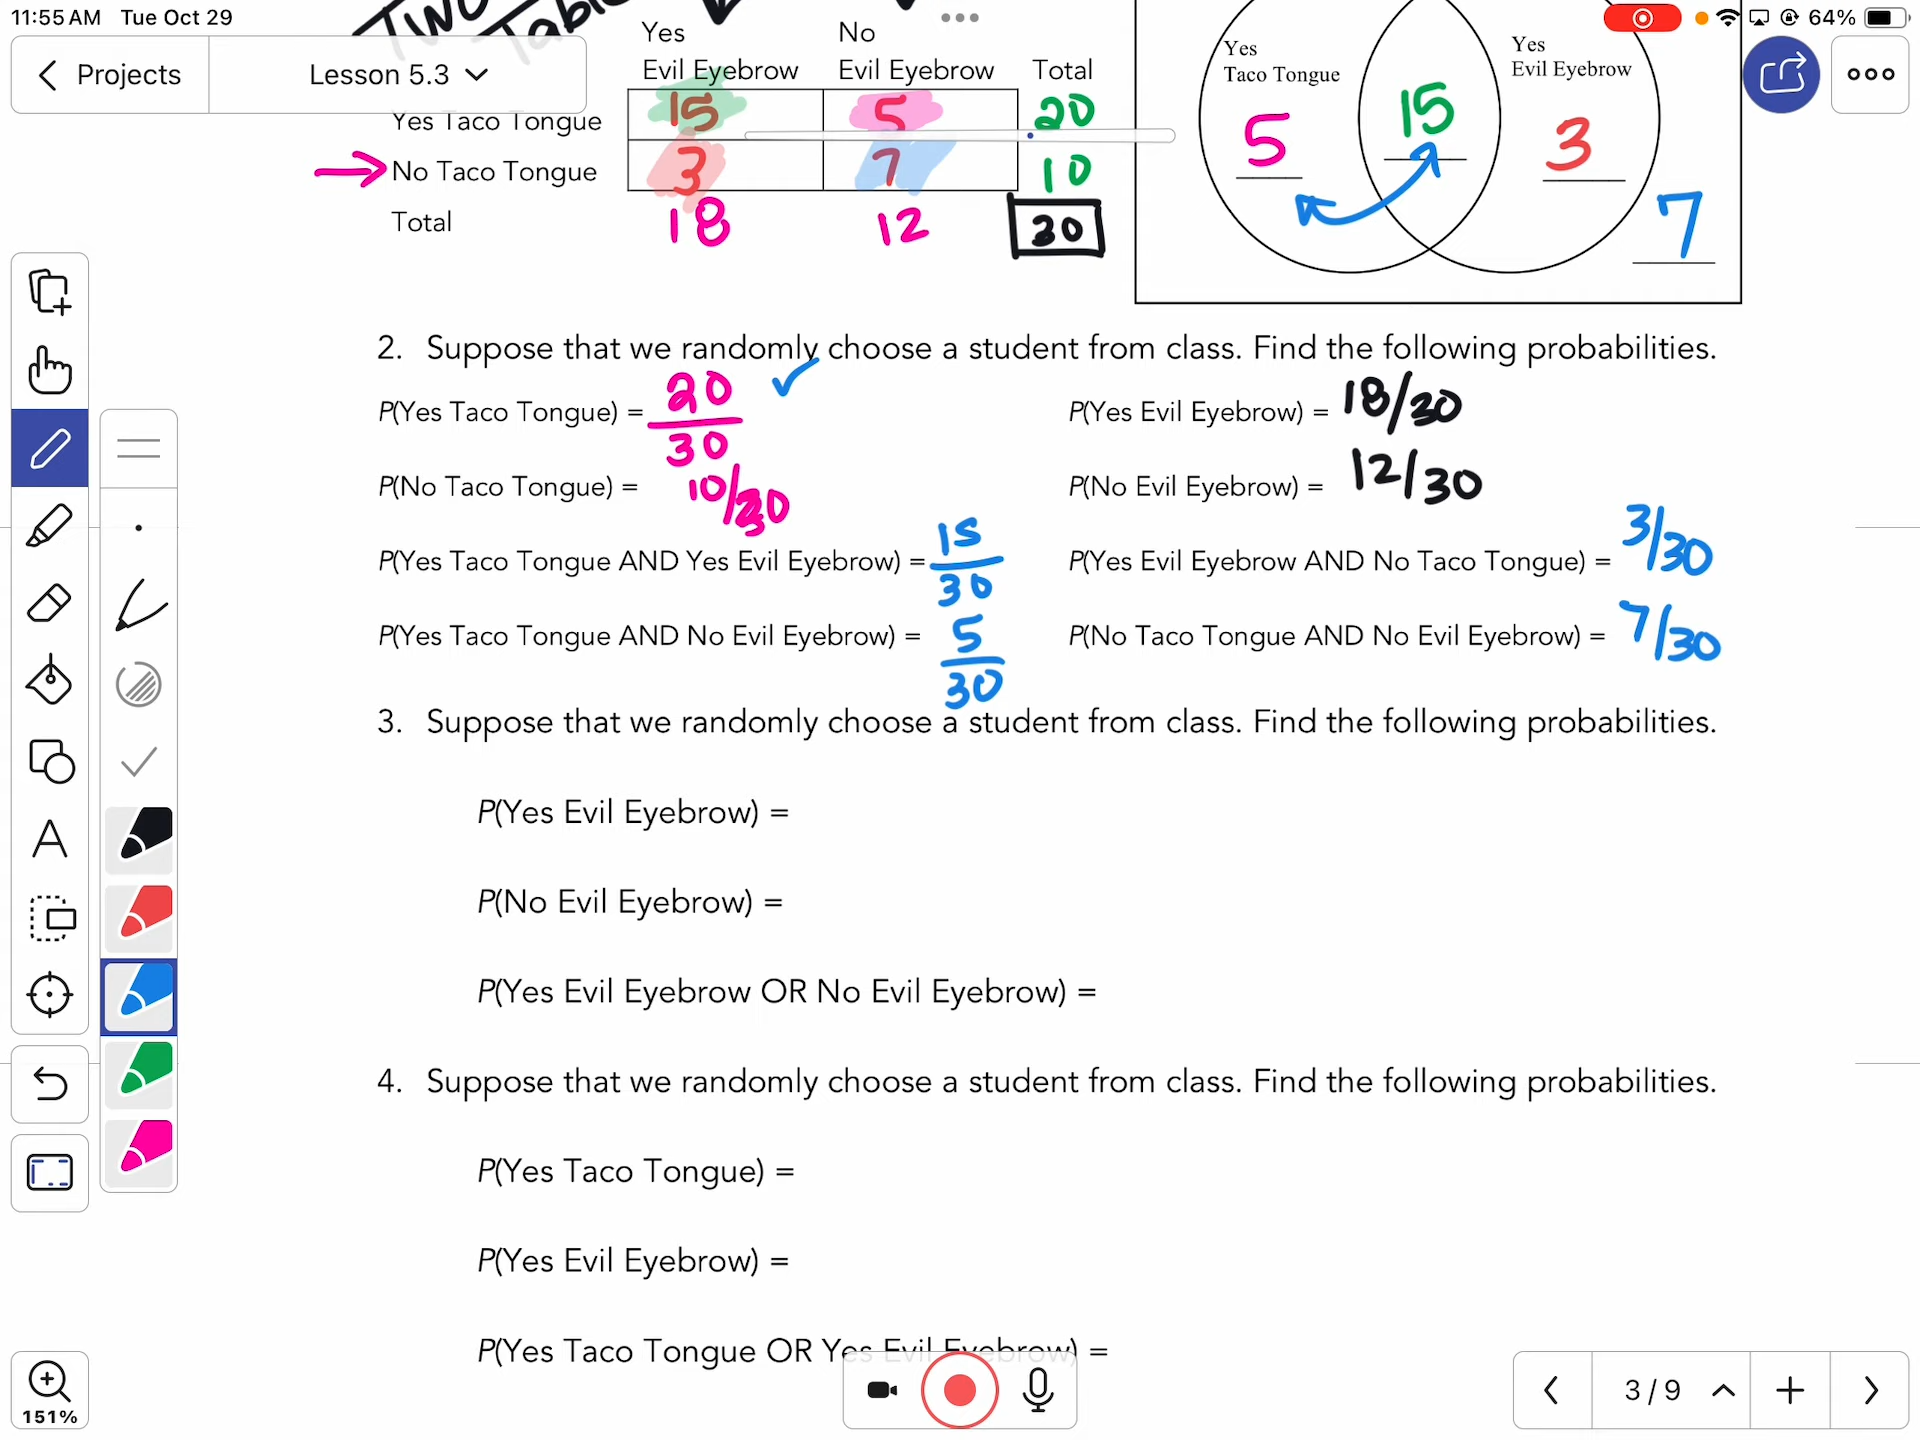 11:55 AM Tue Oct 29
64%
Projects
Lesson 5.3
Two
Table
Yes No
Evil Eyebrow Evil Eyebrow Total
Yes Taco Tongue 15 5 20
No Taco Tongue 3 7 10
Total 18 12 30
Yes
Taco Tongue
Yes
Evil Eyebrow
5 15 3
7
2. Suppose that we randomly choose a student from class. Find the following probabilities.
P(Yes Taco Tongue) = 20/30 ✓
P(Yes Evil Eyebrow) = 18/30
P(No Taco Tongue) = 10/30
P(No Evil Eyebrow) = 12/30
P(Yes Taco Tongue AND Yes Evil Eyebrow) = 15/30
P(Yes Evil Eyebrow AND No Taco Tongue) = 3/30
P(Yes Taco Tongue AND No Evil Eyebrow) = 5/30
P(No Taco Tongue AND No Evil Eyebrow) = 7/30
3. Suppose that we randomly choose a student from class. Find the following probabilities.
P(Yes Evil Eyebrow) =
P(No Evil Eyebrow) =
P(Yes Evil Eyebrow OR No Evil Eyebrow) =
4. Suppose that we randomly choose a student from class. Find the following probabilities.
P(Yes Taco Tongue) =
P(Yes Evil Eyebrow) =
P(Yes Taco Tongue OR Yes Evil Eyebrow) =
A
151%
3 / 9